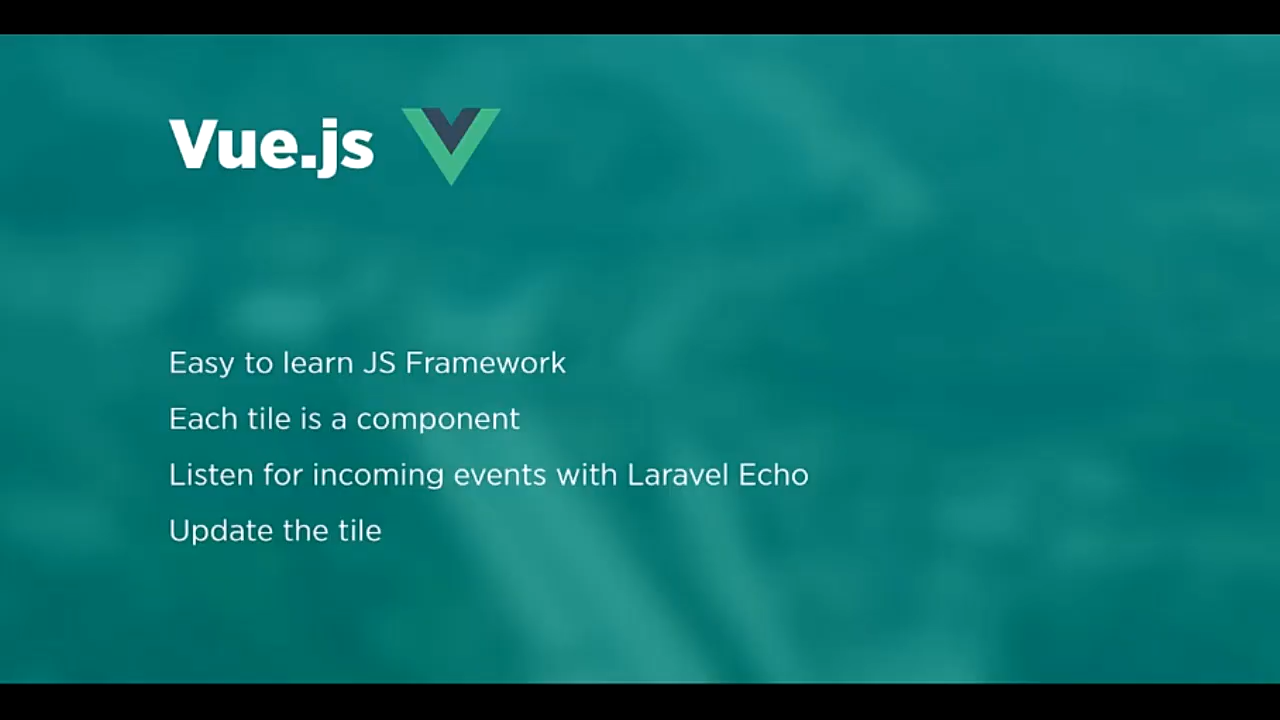 Vue.js
Easy to learn JS Framework
Each tile is a component
Listen for incoming events with Laravel Echo
Update the tile